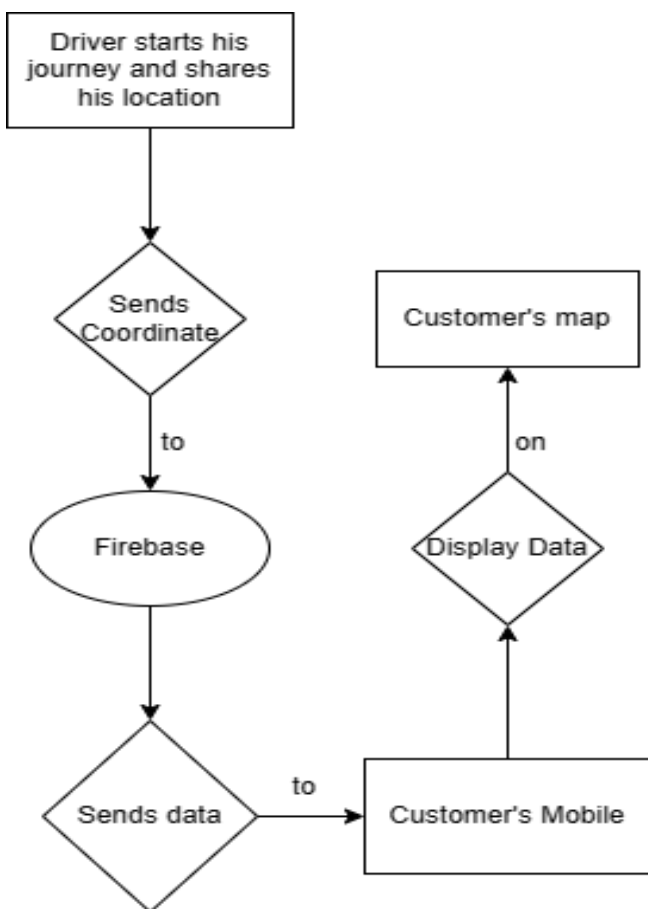 Driver starts his
journey and shares
his location
Sends
Coordinate
to
Firebase
Sends data
to
Customer's Mobile
Display Data
on
Customer's map